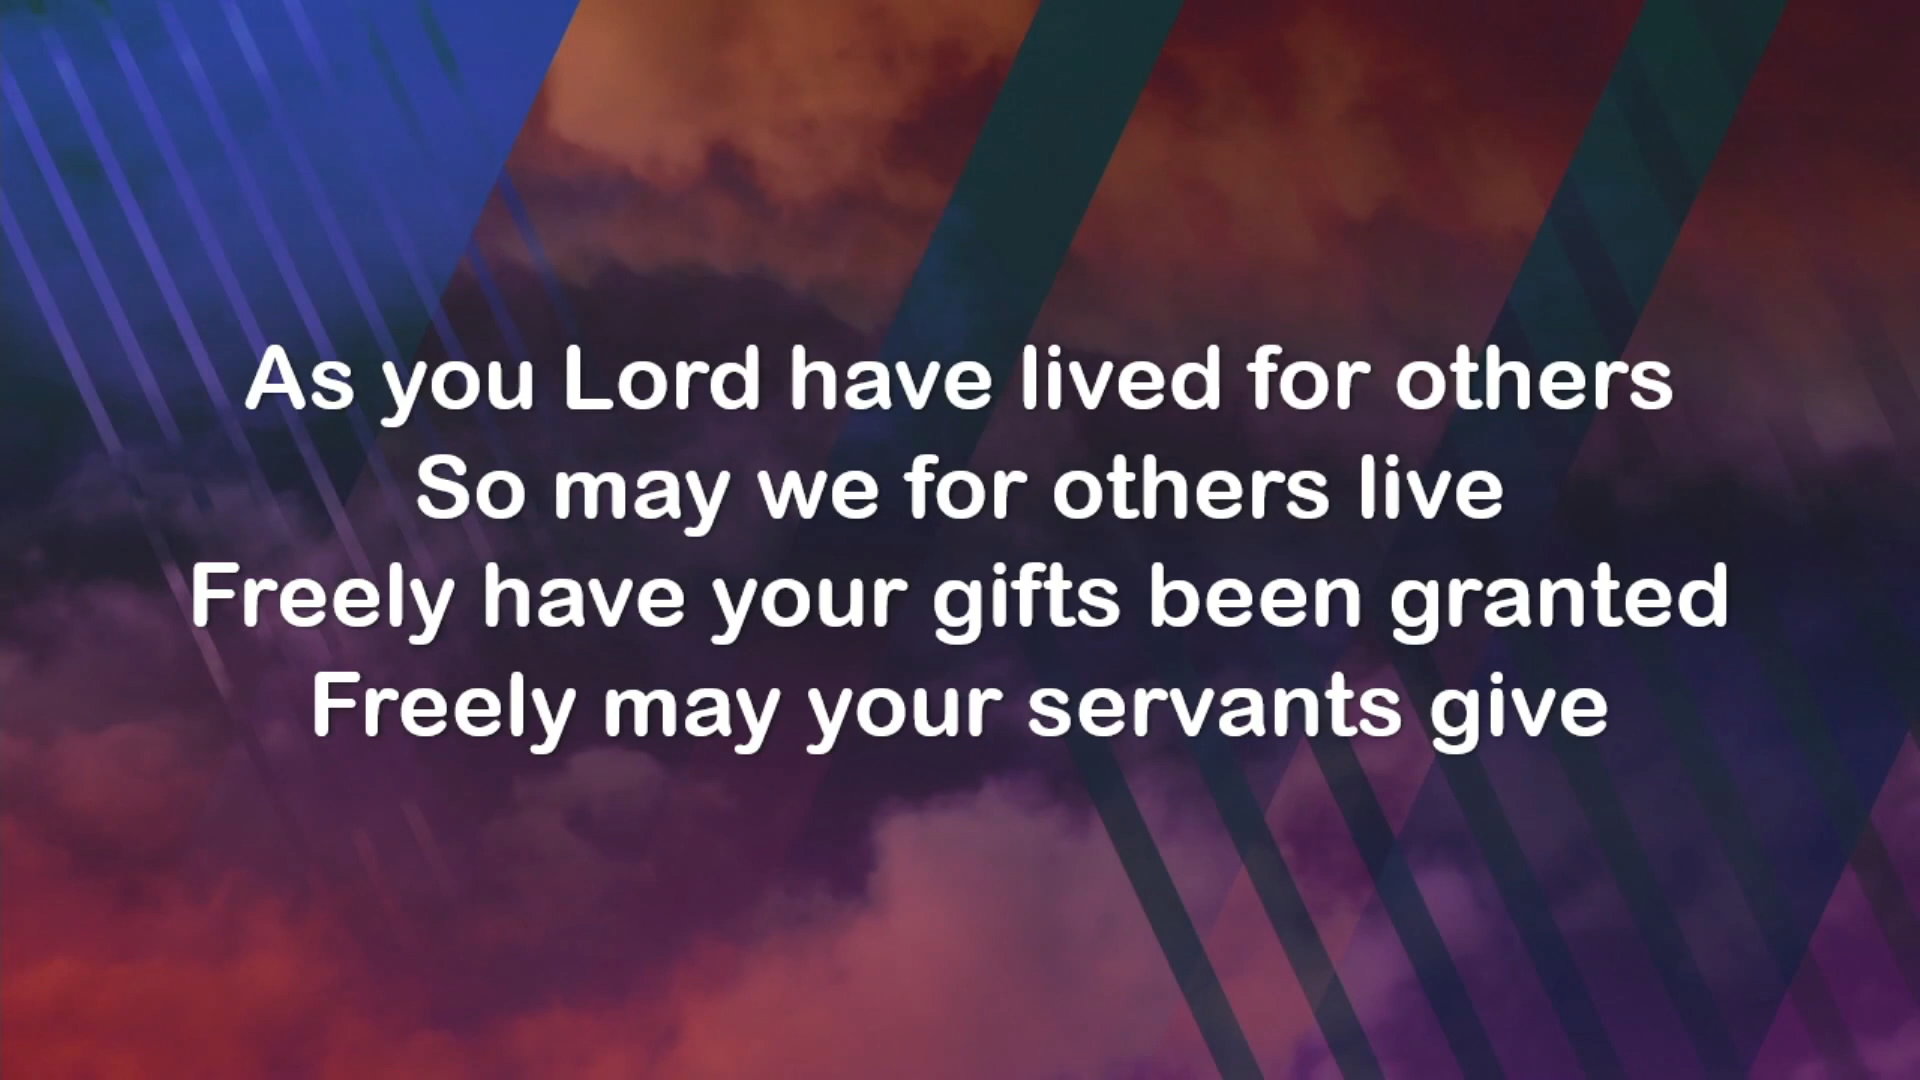 As you Lord have lived for others
So may we for others live
Freely have your gifts been granted
Freely may your servants give